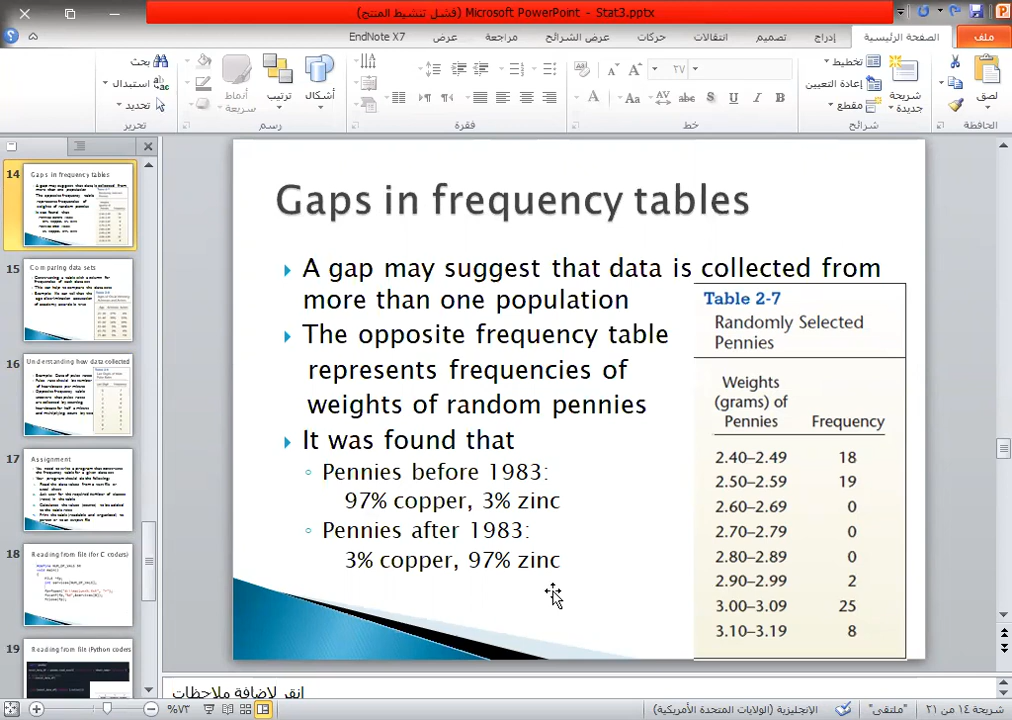 Microsoft PowerPoint - Stat3.pptx (فشل تنشيط المنتج)
ملف
الصفحة الرئيسية
إدراج
تصميم
انتقالات
حركات
عرض الشرائح
مراجعة
عرض
EndNote X7
لصق
الحافظة
شريحة جديدة
تخطيط
إعادة التعيين
مقطع
شرائح
٢٧
خط
فقرة
أشكال
ترتيب
أنماط سريعة
رسم
بحث
استبدال
تحديد
تحرير
14
Gaps in frequency tables
15
Comparing data sets
16
Understanding how data collected
17
Assignment
18
Reading from file (for C coders)
19
Reading from file (Python coders
Gaps in frequency tables
A gap may suggest that data is collected from
more than one population
The opposite frequency table
represents frequencies of
weights of random pennies
It was found that
Pennies before 1983:
97% copper, 3% zinc
Pennies after 1983:
3% copper, 97% zinc
Table 2-7
Randomly Selected
Pennies
Weights
(grams) of
Pennies Frequency
2.40–2.49 18
2.50–2.59 19
2.60–2.69 0
2.70–2.79 0
2.80–2.89 0
2.90–2.99 2
3.00–3.09 25
3.10–3.19 8
انقر لإضافة ملاحظات
شريحة ١٤ من ٢١
"ملتقى"
الإنجليزية (الولايات المتحدة الأمريكية)
٧٣%